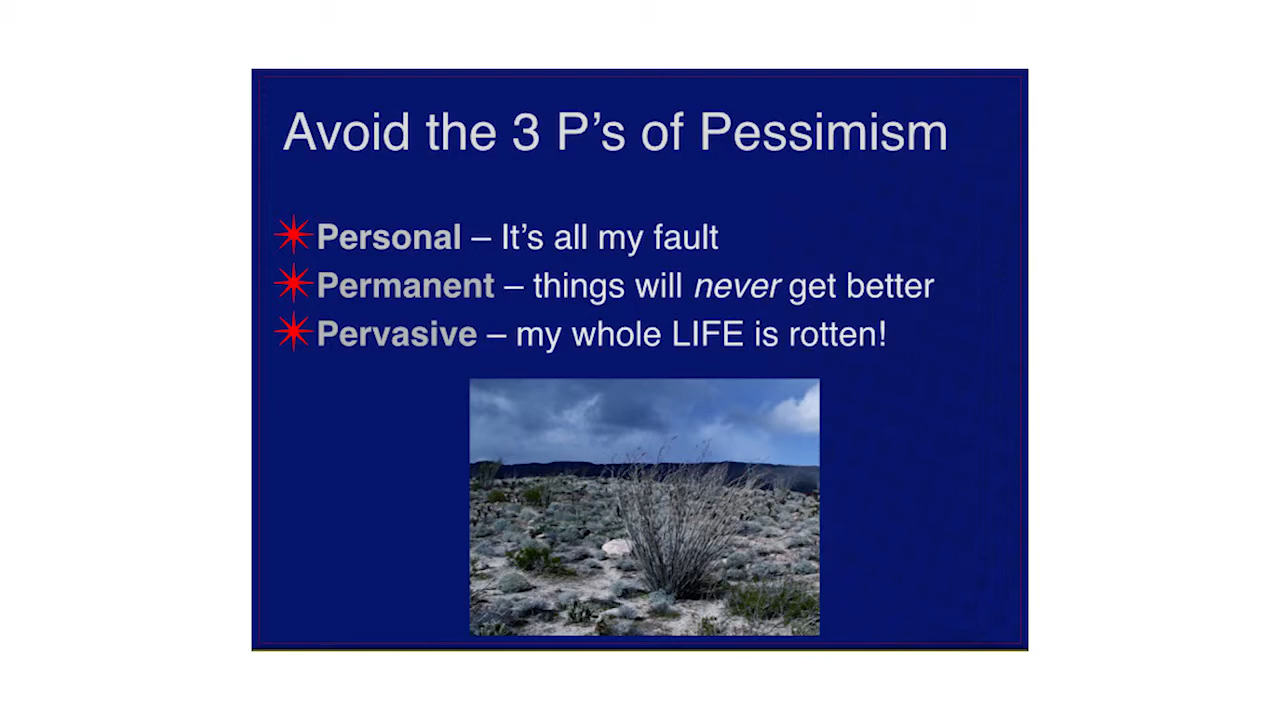 Avoid the 3 P’s of Pessimism
Personal – It’s all my fault
Permanent – things will never get better
Pervasive – my whole LIFE is rotten!